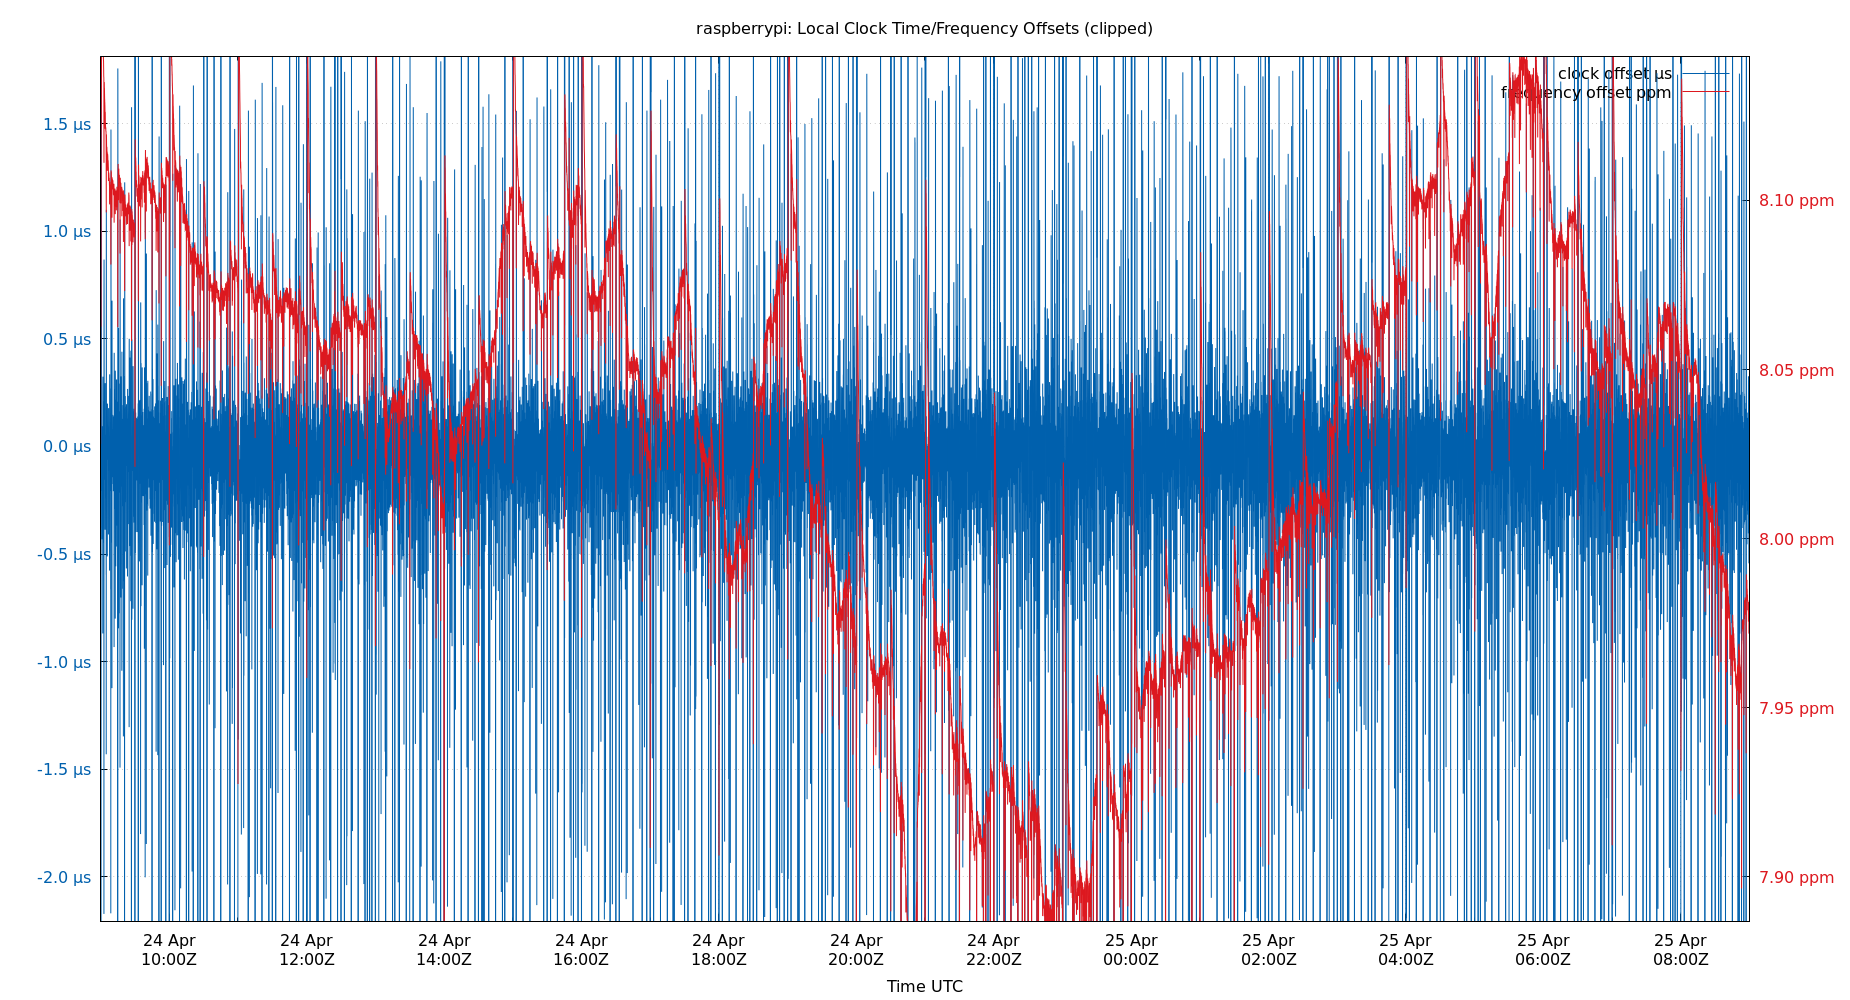 raspberrypi: Local Clock Time/Frequency Offsets (clipped)
clock offset µs
frequency offset ppm
1.5 µs
1.0 µs
0.5 µs
0.0 µs
-0.5 µs
-1.0 µs
-1.5 µs
-2.0 µs
8.10 ppm
8.05 ppm
8.00 ppm
7.95 ppm
7.90 ppm
24 Apr 24 Apr 24 Apr 24 Apr 24 Apr 24 Apr 24 Apr 25 Apr 25 Apr 25 Apr 25 Apr 25 Apr
10:00Z 12:00Z 14:00Z 16:00Z 18:00Z 20:00Z 22:00Z 00:00Z 02:00Z 04:00Z 06:00Z 08:00Z
Time UTC